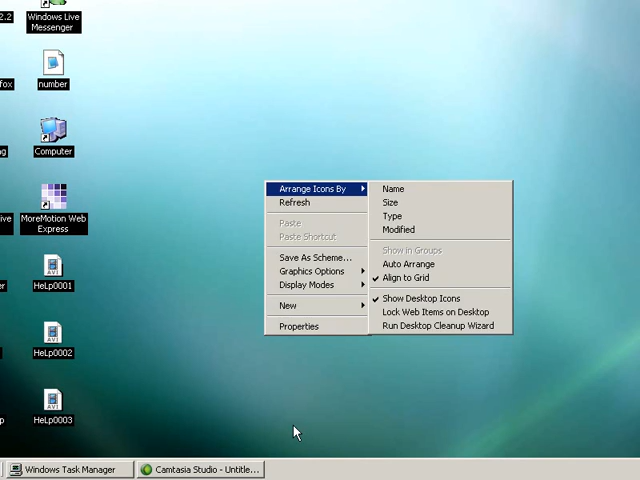 2.2
Windows Live
Messenger
fox
number
ng
Computer
ive
MoreMotion Web
Express
er
HeLp0001
HeLp0002
p
HeLp0003
Arrange Icons By
Refresh
Paste
Paste Shortcut
Save As Scheme...
Graphics Options
Display Modes
New
Properties
Name
Size
Type
Modified
Show in Groups
Auto Arrange
Align to Grid
Show Desktop Icons
Lock Web Items on Desktop
Run Desktop Cleanup Wizard
Windows Task Manager
Camtasia Studio - Untitle...